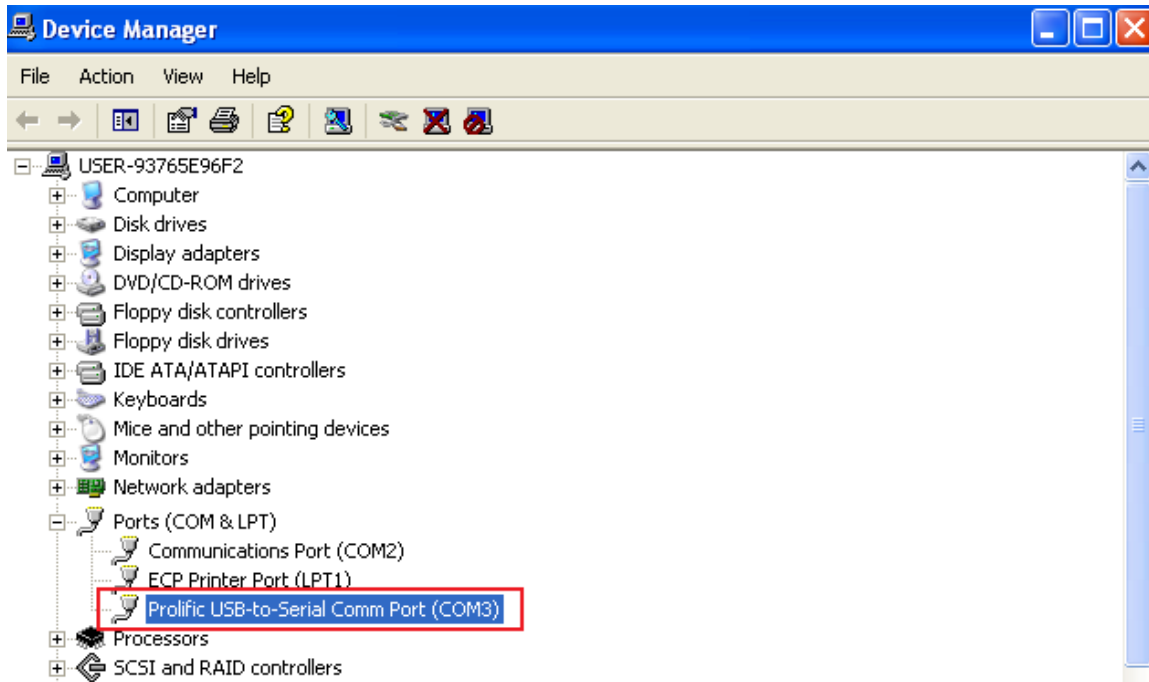 Device Manager
File Action View Help
USER-93765E96F2
Computer
Disk drives
Display adapters
DVD/CD-ROM drives
Floppy disk controllers
Floppy disk drives
IDE ATA/ATAPI controllers
Keyboards
Mice and other pointing devices
Monitors
Network adapters
Ports (COM & LPT)
Communications Port (COM2)
ECP Printer Port (LPT1)
Prolific USB-to-Serial Comm Port (COM3)
Processors
SCSI and RAID controllers